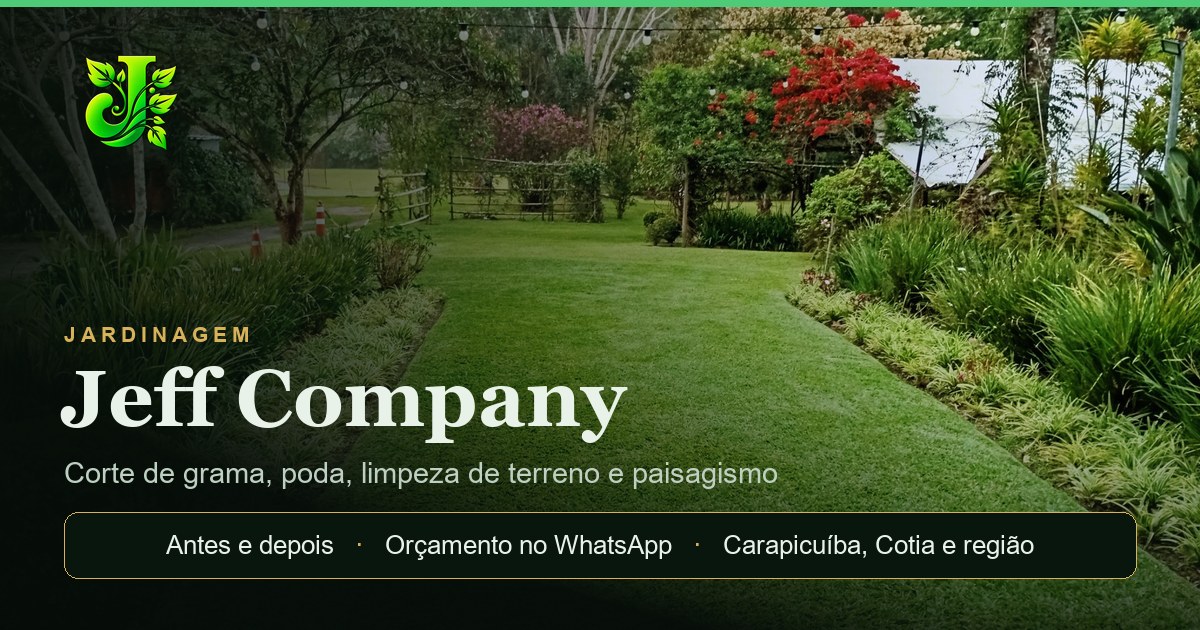 J
JARDINAGEM
Jeff Company
Corte de grama, poda, limpeza de terreno e paisagismo
Antes e depois · Orçamento no WhatsApp · Carapicuíba, Cotia e região